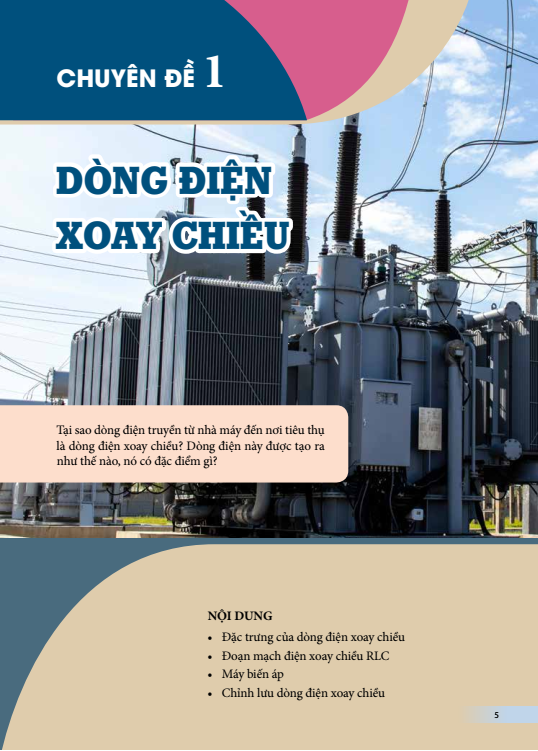 CHUYÊN ĐỀ 1
DÒNG ĐIỆN
XOAY CHIỀU
Tại sao dòng điện truyền từ nhà máy đến nơi tiêu thụ
là dòng điện xoay chiều? Dòng điện này được tạo ra
như thế nào, nó có đặc điểm gì?
NỘI DUNG
• Đặc trưng của dòng điện xoay chiều
• Đoạn mạch điện xoay chiều RLC
• Máy biến áp
• Chỉnh lưu dòng điện xoay chiều
5